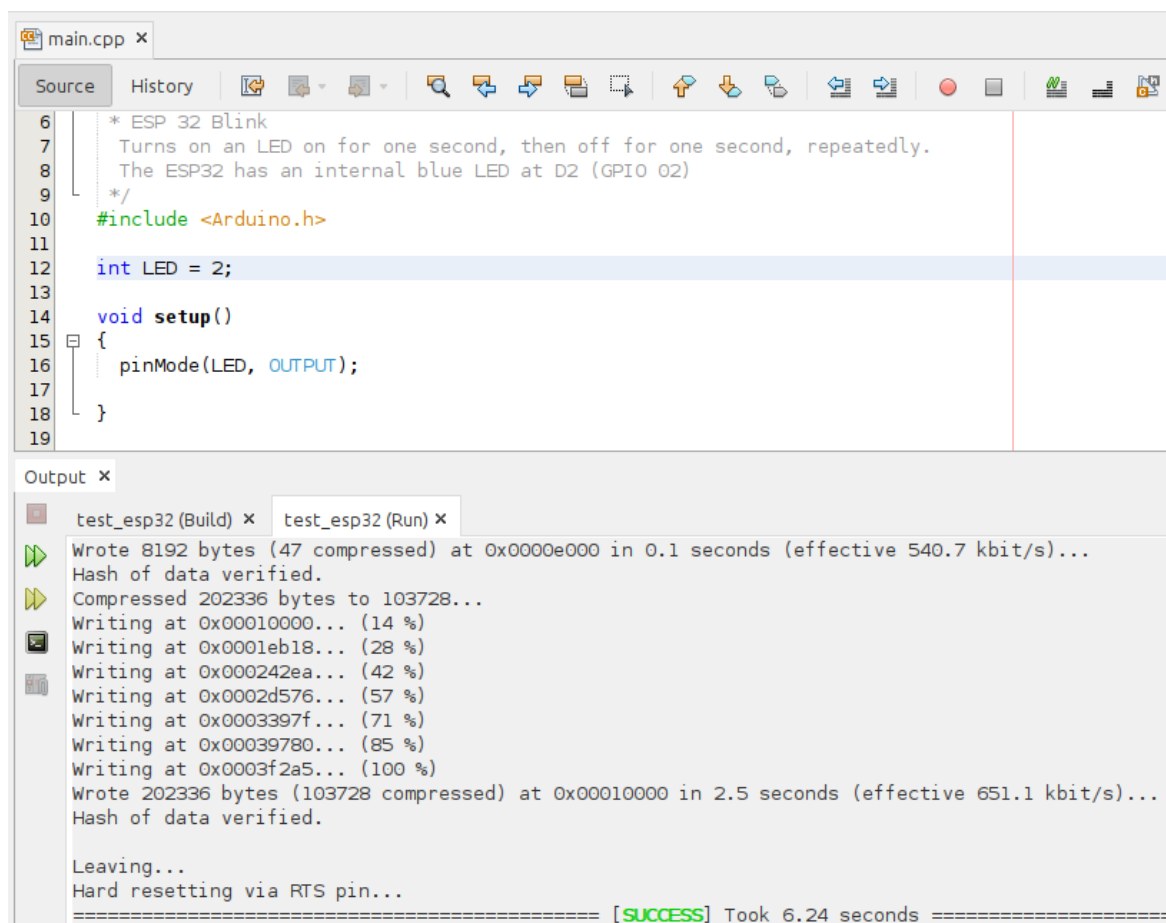 main.cpp ×
Source History
6 * ESP 32 Blink
7 Turns on an LED on for one second, then off for one second, repeatedly.
8 The ESP32 has an internal blue LED at D2 (GPIO 02)
9 */
10 #include <Arduino.h>
11
12 int LED = 2;
13
14 void setup()
15 {
16 pinMode(LED, OUTPUT);
17
18 }
19
Output ×
test_esp32 (Build) × test_esp32 (Run) ×
Wrote 8192 bytes (47 compressed) at 0x0000e000 in 0.1 seconds (effective 540.7 kbit/s)...
Hash of data verified.
Compressed 202336 bytes to 103728...
Writing at 0x00010000... (14 %)
Writing at 0x0001eb18... (28 %)
Writing at 0x000242ea... (42 %)
Writing at 0x0002d576... (57 %)
Writing at 0x0003397f... (71 %)
Writing at 0x00039780... (85 %)
Writing at 0x0003f2a5... (100 %)
Wrote 202336 bytes (103728 compressed) at 0x00010000 in 2.5 seconds (effective 651.1 kbit/s)...
Hash of data verified.
Leaving...
Hard resetting via RTS pin...
============================================== [SUCCESS] Took 6.24 seconds =====================